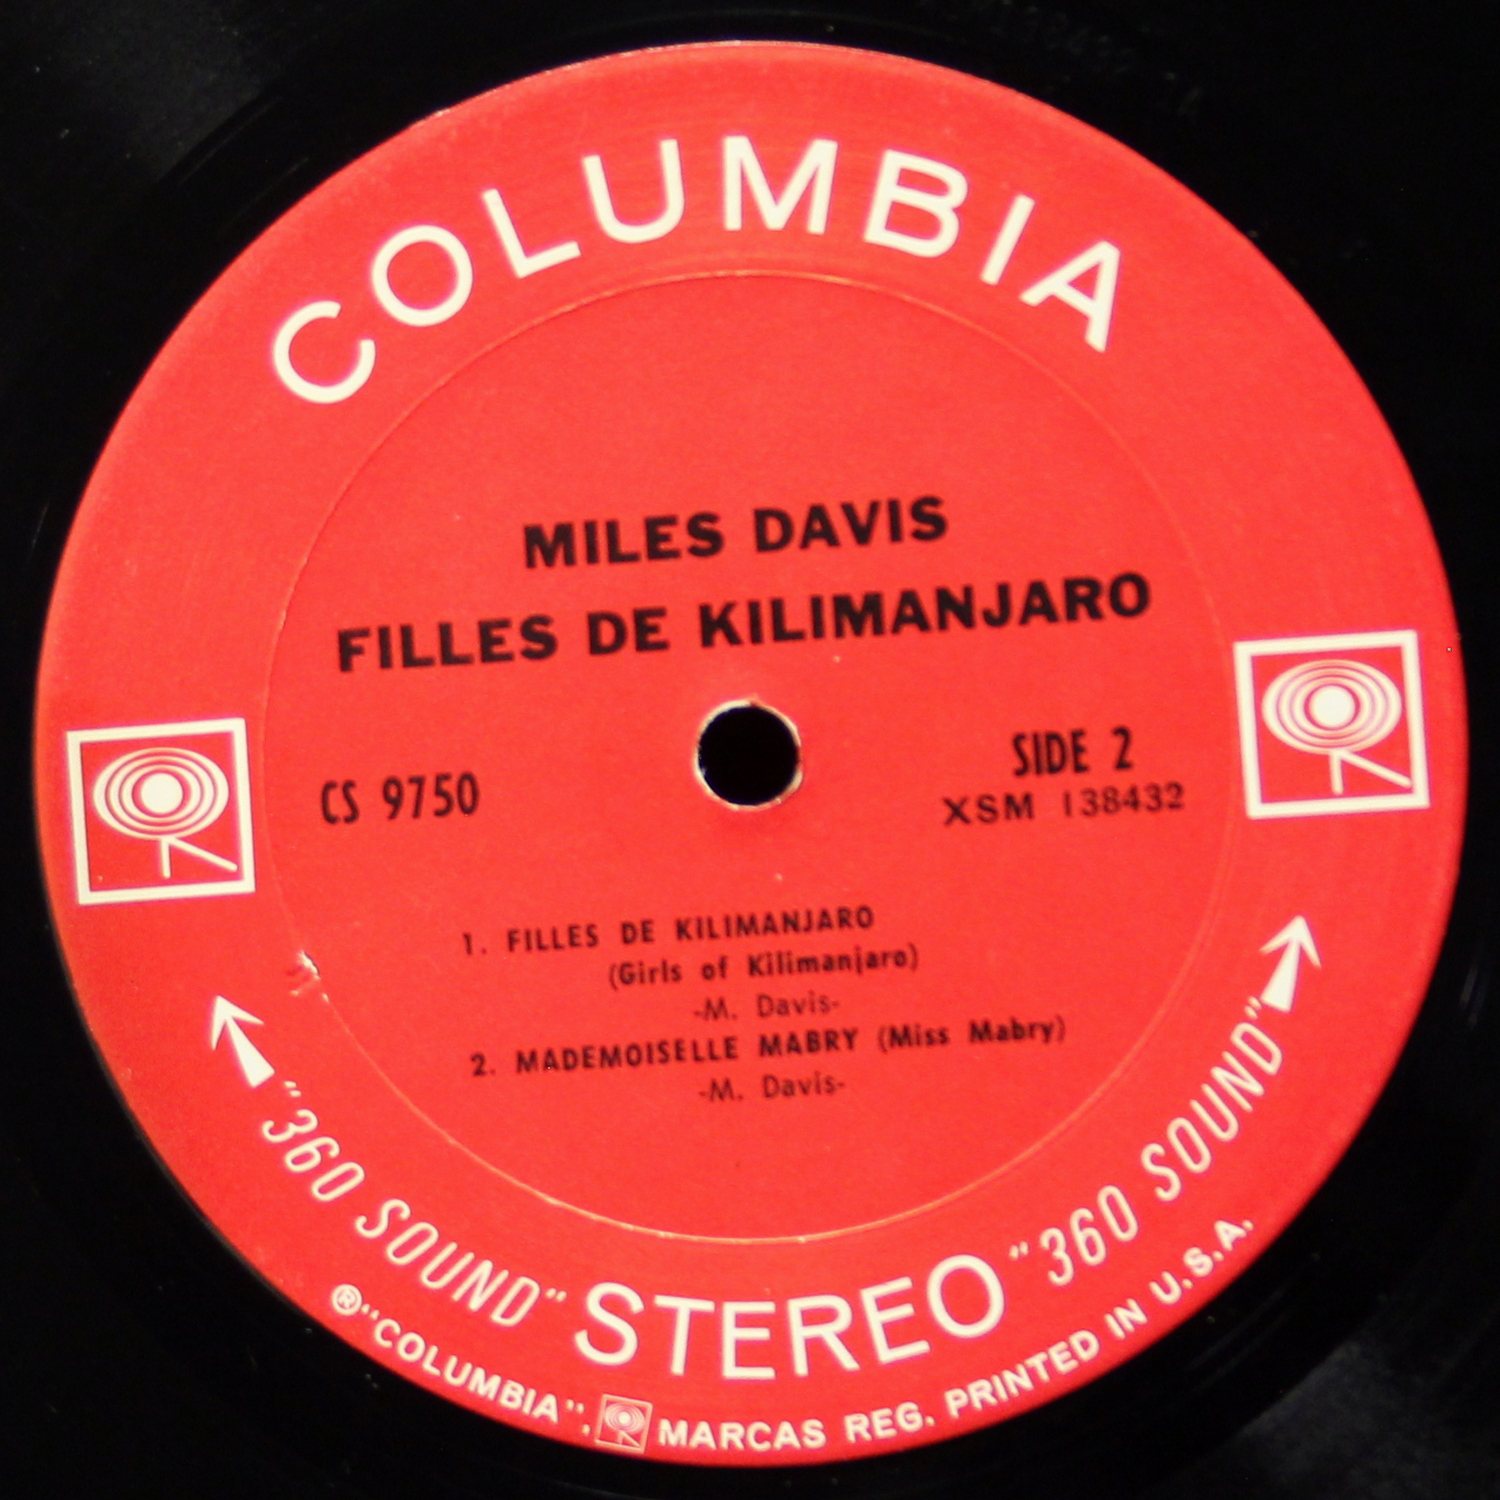 COLUMBIA
MILES DAVIS
FILLES DE KILIMANJARO
CS 9750
SIDE 2
XSM 138432
1. FILLES DE KILIMANJARO
(Girls of Kilimanjaro)
-M. Davis-
2. MADEMOISELLE MABRY (Miss Mabry)
-M. Davis-
"360 SOUND" STEREO "360 SOUND"
® "COLUMBIA", MARCAS REG. PRINTED IN U.S.A.